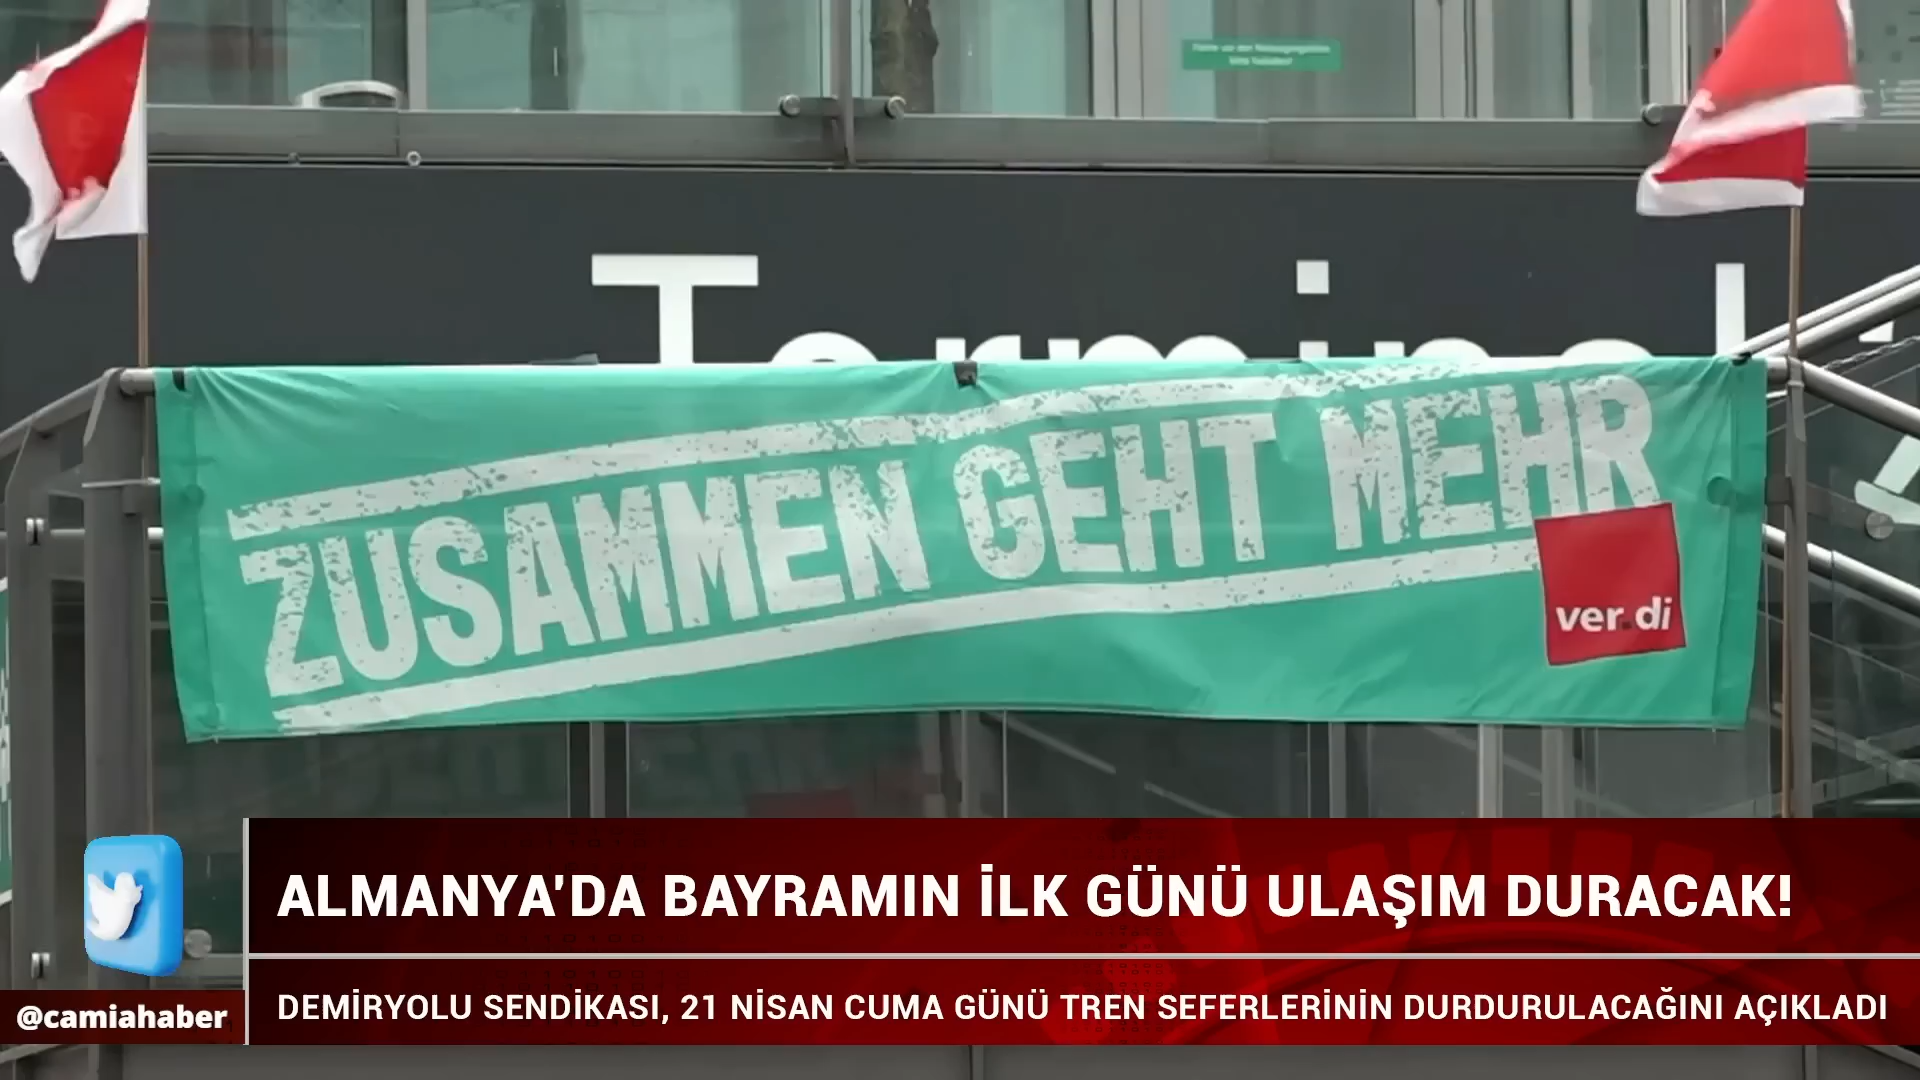 Terminal
ZUSAMMEN GEHT MEHR
ver.di
ALMANYA'DA BAYRAMIN İLK GÜNÜ ULAŞIM DURACAK!
DEMİRYOLU SENDİKASI, 21 NİSAN CUMA GÜNÜ TREN SEFERLERİNİN DURDURULACAĞINI AÇIKLADI
@camiahaber